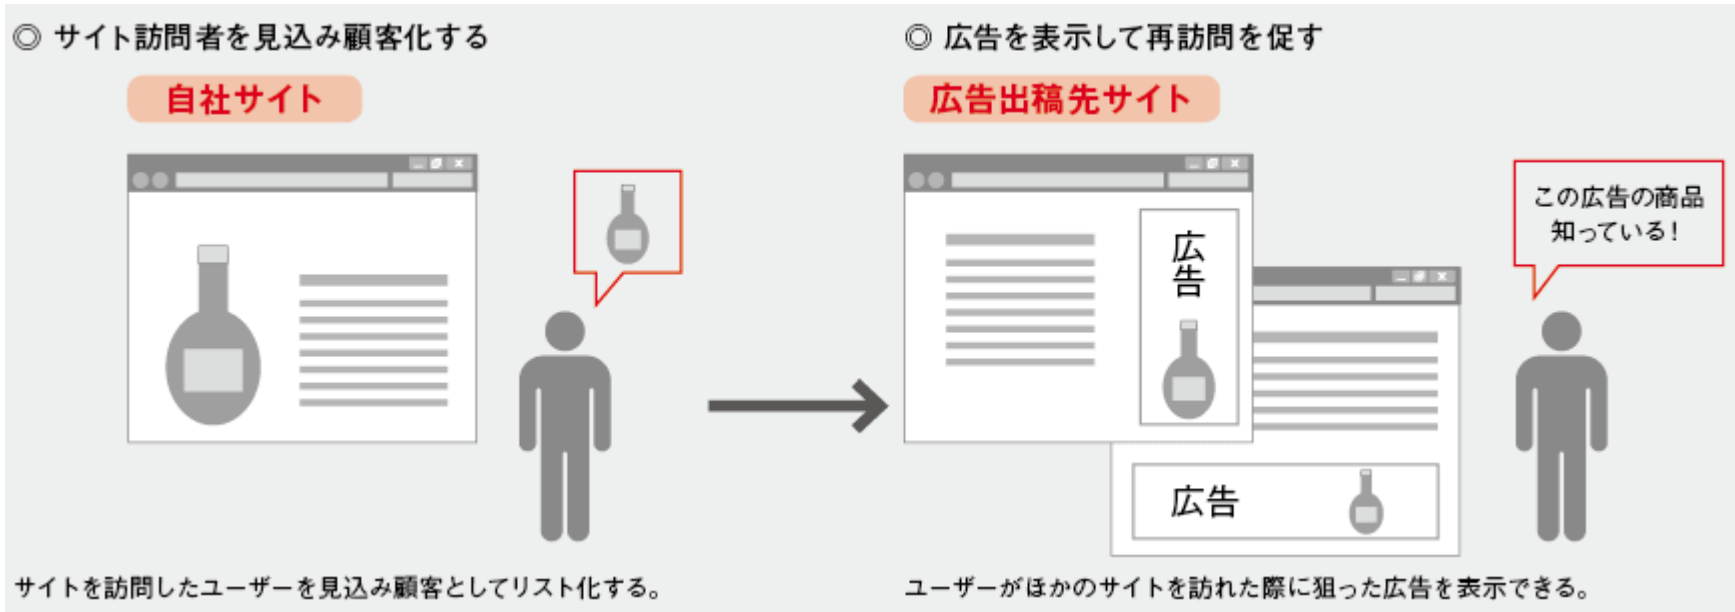 ◎ サイト訪問者を見込み顧客化する
自社サイト
サイトを訪問したユーザーを見込み顧客としてリスト化する。
◎ 広告を表示して再訪問を促す
広告出稿先サイト
広告
広告
この広告の商品
知っている！
ユーザーがほかのサイトを訪れた際に狙った広告を表示できる。